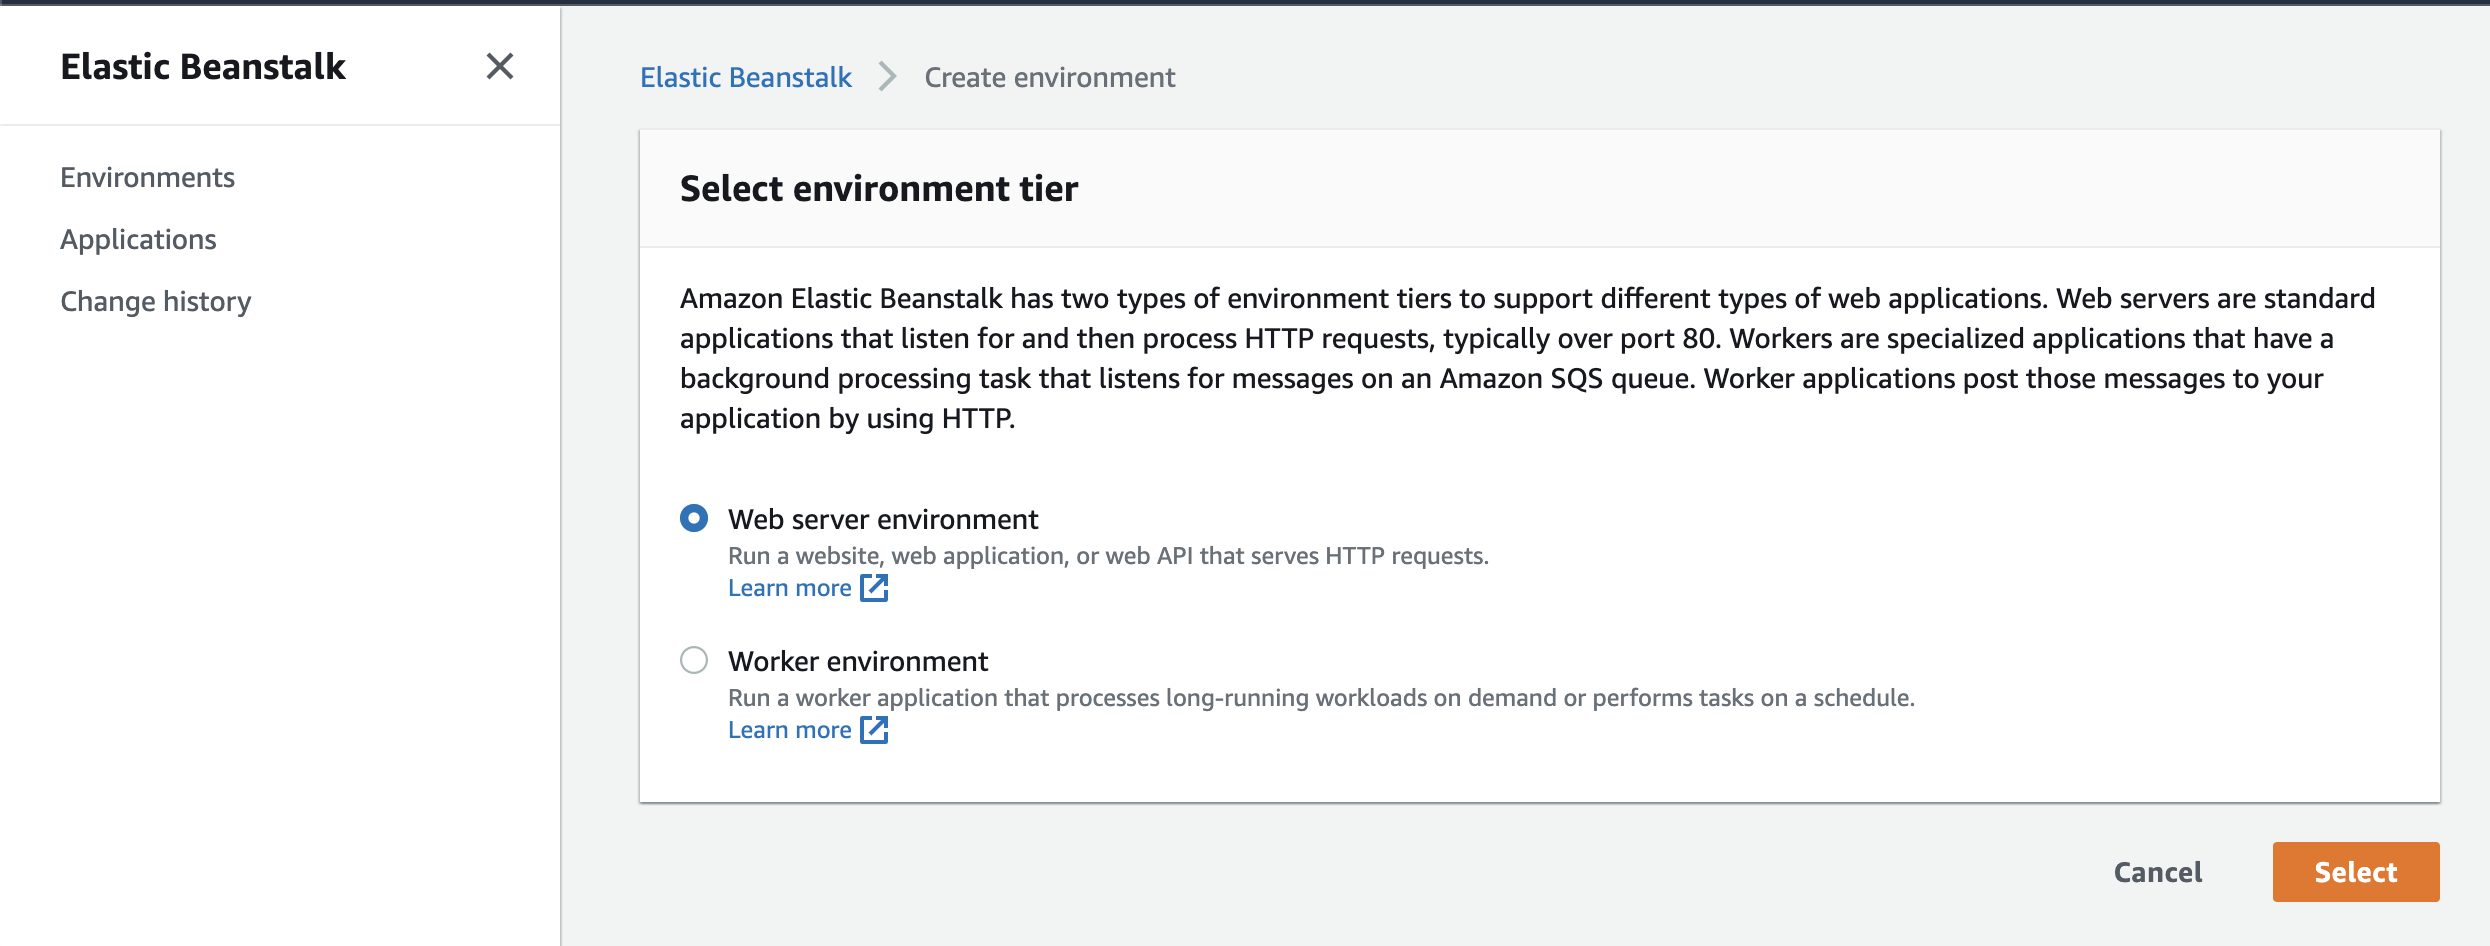 Elastic Beanstalk
Environments
Applications
Change history
Elastic Beanstalk
Create environment
Select environment tier
Amazon Elastic Beanstalk has two types of environment tiers to support different types of web applications. Web servers are standard
applications that listen for and then process HTTP requests, typically over port 80. Workers are specialized applications that have a
background processing task that listens for messages on an Amazon SQS queue. Worker applications post those messages to your
application by using HTTP.
Web server environment
Run a website, web application, or web API that serves HTTP requests.
Learn more
Worker environment
Run a worker application that processes long-running workloads on demand or performs tasks on a schedule.
Learn more
Cancel
Select